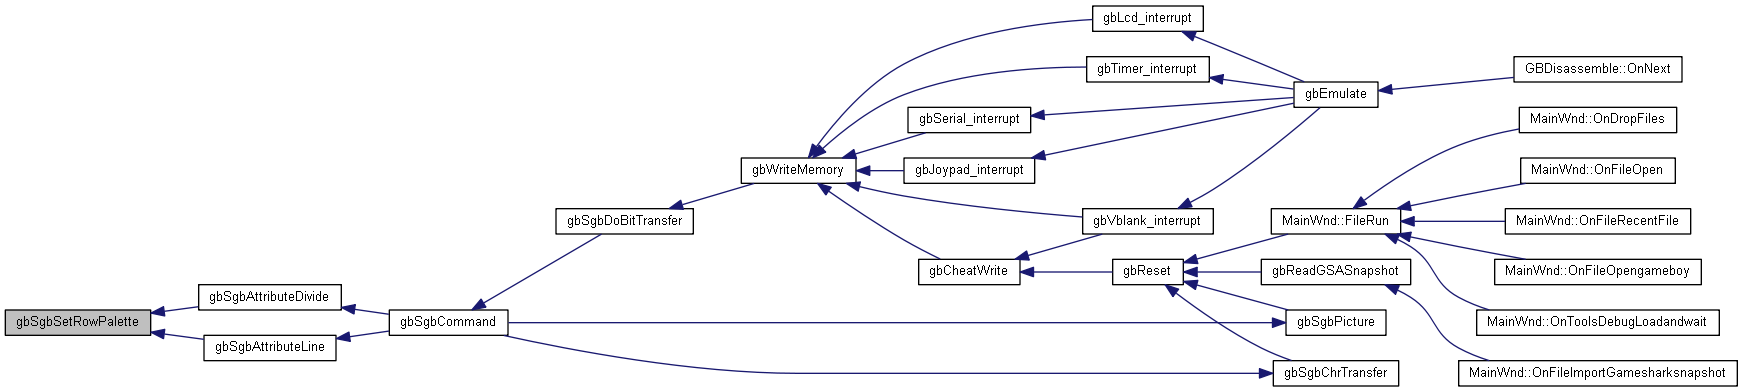 gbLcd_interrupt
gbTimer_interrupt
GBDisassemble::OnNext
gbEmulate
gbSerial_interrupt
MainWnd::OnDropFiles
gbWriteMemory
gbJoypad_interrupt
MainWnd::OnFileOpen
gbSgbDoBitTransfer
gbVblank_interrupt
MainWnd::FileRun
MainWnd::OnFileRecentFile
gbCheatWrite
gbReset
gbReadGSASnapshot
MainWnd::OnFileOpengameboy
gbSgbAttributeDivide
gbSgbSetRowPalette
gbSgbCommand
gbSgbPicture
MainWnd::OnToolsDebugLoadandwait
gbSgbAttributeLine
gbSgbChrTransfer
MainWnd::OnFileImportGamesharksnapshot